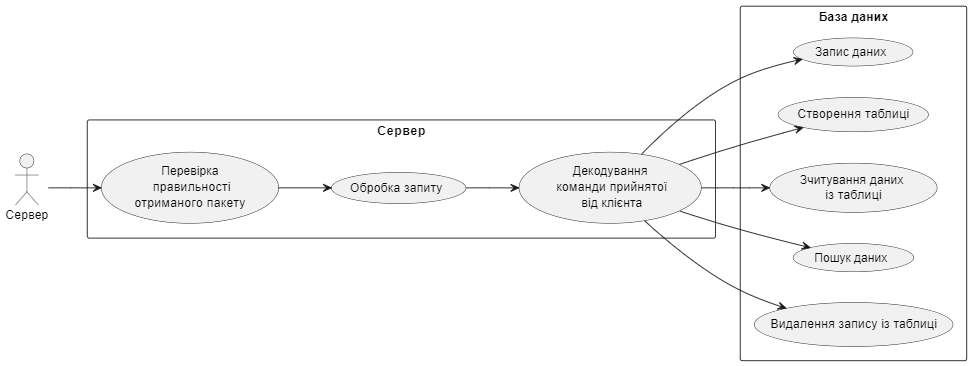 База даних
Запис даних
Створення таблиці
Сервер
Перевірка
правильності
отриманого пакету
Обробка запиту
Декодування
команди прийнятої
від клієнта
Зчитування даних
із таблиці
Сервер
Пошук даних
Видалення запису із таблиці